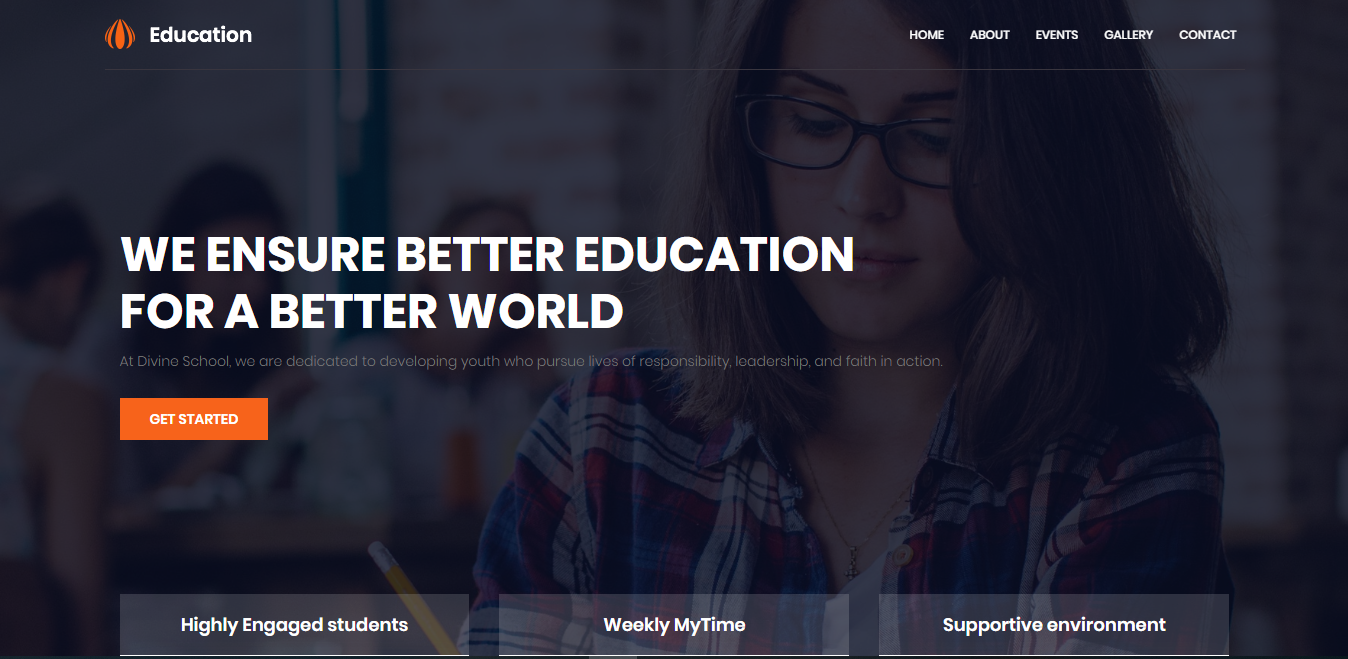 Education
HOME ABOUT EVENTS GALLERY CONTACT
WE ENSURE BETTER EDUCATION
FOR A BETTER WORLD
At Divine School, we are dedicated to developing youth who pursue lives of responsibility, leadership, and faith in action.
GET STARTED
Highly Engaged students
Weekly MyTime
Supportive environment